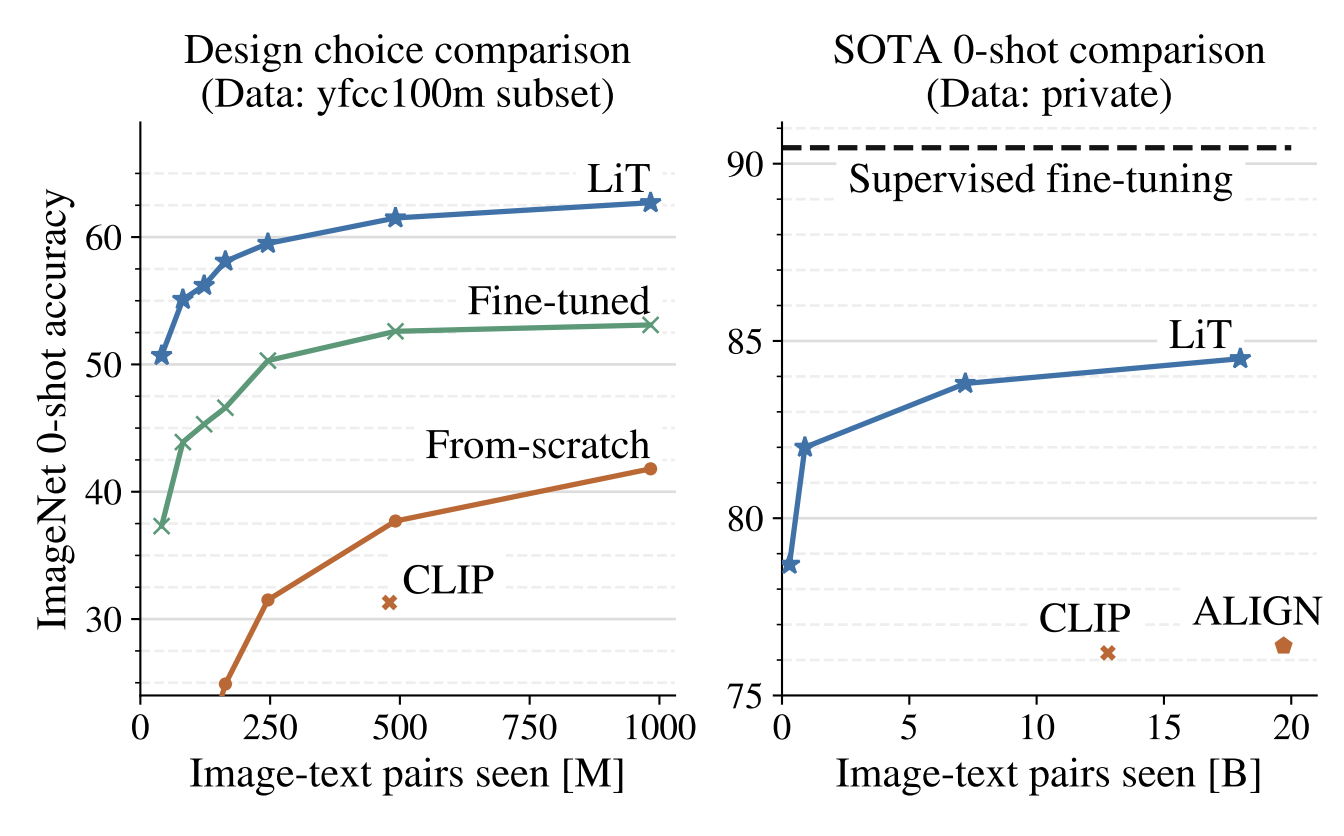 Design choice comparison
(Data: yfcc100m subset)
ImageNet 0-shot accuracy
60
50
40
30
LiT
Fine-tuned
From-scratch
CLIP
0 250 500 750 1000
Image-text pairs seen [M]
SOTA 0-shot comparison
(Data: private)
90
85
80
75
Supervised fine-tuning
LiT
CLIP
ALIGN
0 5 10 15 20
Image-text pairs seen [B]